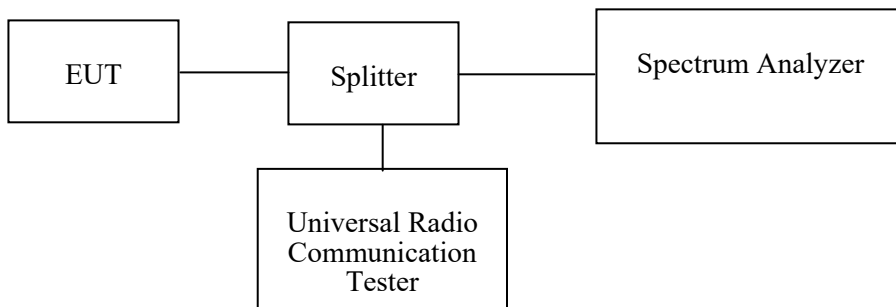 EUT
Splitter
Spectrum Analyzer
Universal Radio
Communication
Tester